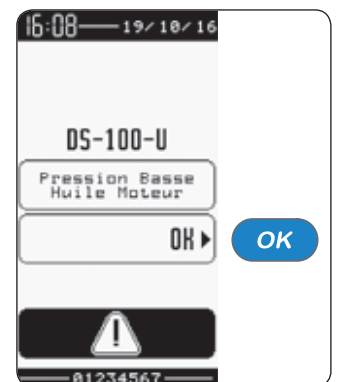 16:08 19/10/16
DS-100-U
Pression Basse
Huile Moteur
OK
OK
01234567